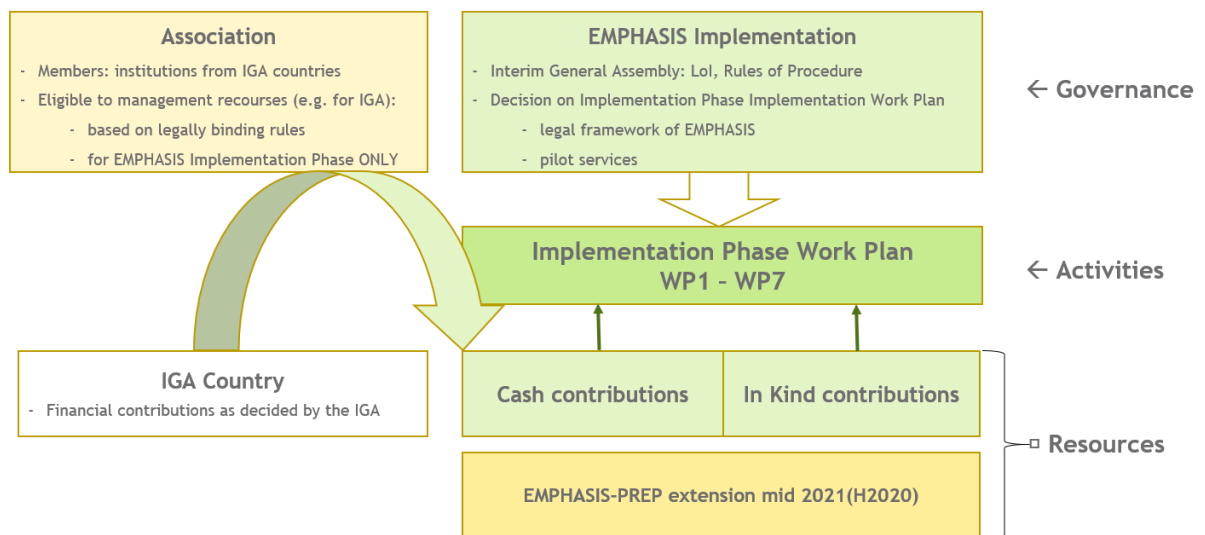 Association
- Members: institutions from IGA countries
- Eligible to management recourses (e.g. for IGA):
- based on legally binding rules
- for EMPHASIS Implementation Phase ONLY
EMPHASIS Implementation
- Interim General Assembly: LoI, Rules of Procedure
- Decision on Implementation Phase Implementation Work Plan
- legal framework of EMPHASIS
- pilot services
← Governance
Implementation Phase Work Plan
WP1 – WP7
← Activities
IGA Country
- Financial contributions as decided by the IGA
Cash contributions
In Kind contributions
Resources
EMPHASIS-PREP extension mid 2021(H2020)